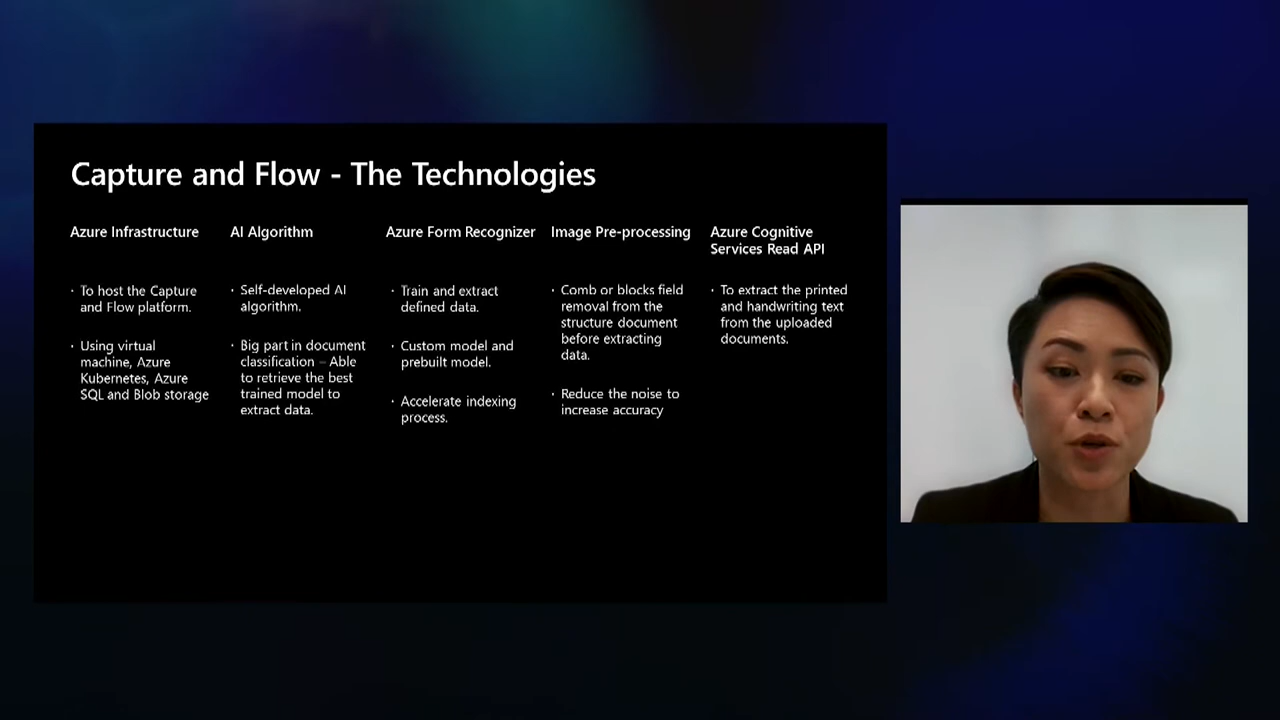 Capture and Flow - The Technologies
Azure Infrastructure
· To host the Capture
and Flow platform.
· Using virtual
machine, Azure
Kubernetes, Azure
SQL and Blob storage
AI Algorithm
· Self-developed AI
algorithm.
· Big part in document
classification – Able
to retrieve the best
trained model to
extract data.
Azure Form Recognizer
· Train and extract
defined data.
· Custom model and
prebuilt model.
· Accelerate indexing
process.
Image Pre-processing
· Comb or blocks field
removal from the
structure document
before extracting
data.
· Reduce the noise to
increase accuracy
Azure Cognitive
Services Read API
· To extract the printed
and handwriting text
from the uploaded
documents.